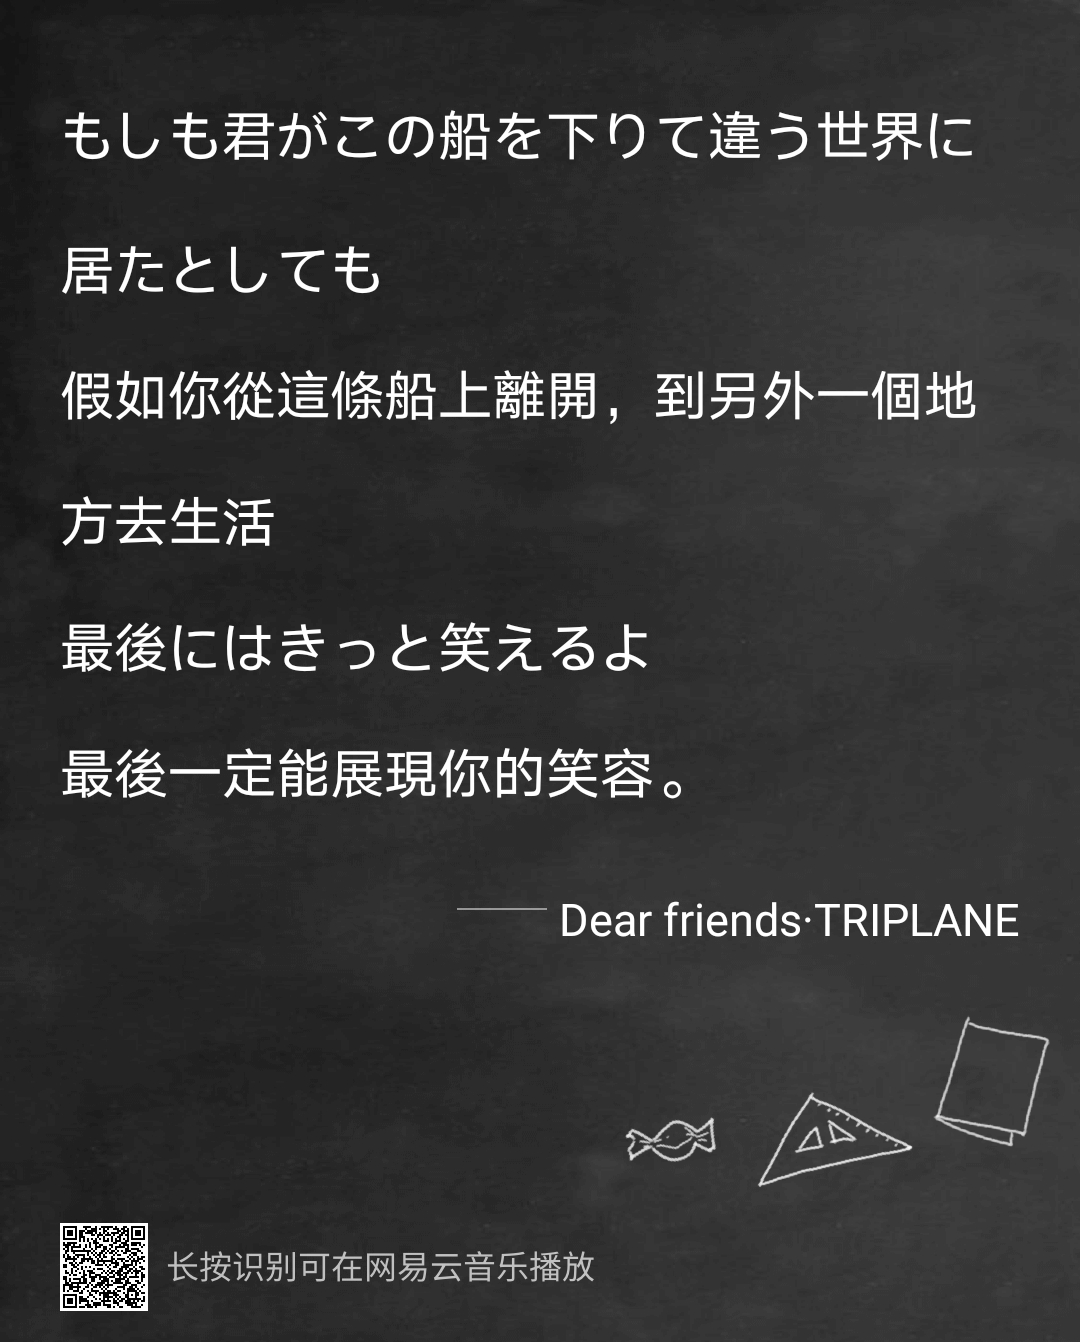 もしも君がこの船を下りて違う世界に
居たとしても
假如你從這條船上離開，到另外一個地
方去生活
最後にはきっと笑えるよ
最後一定能展現你的笑容。
—— Dear friends·TRIPLANE
长按识别可在网易云音乐播放